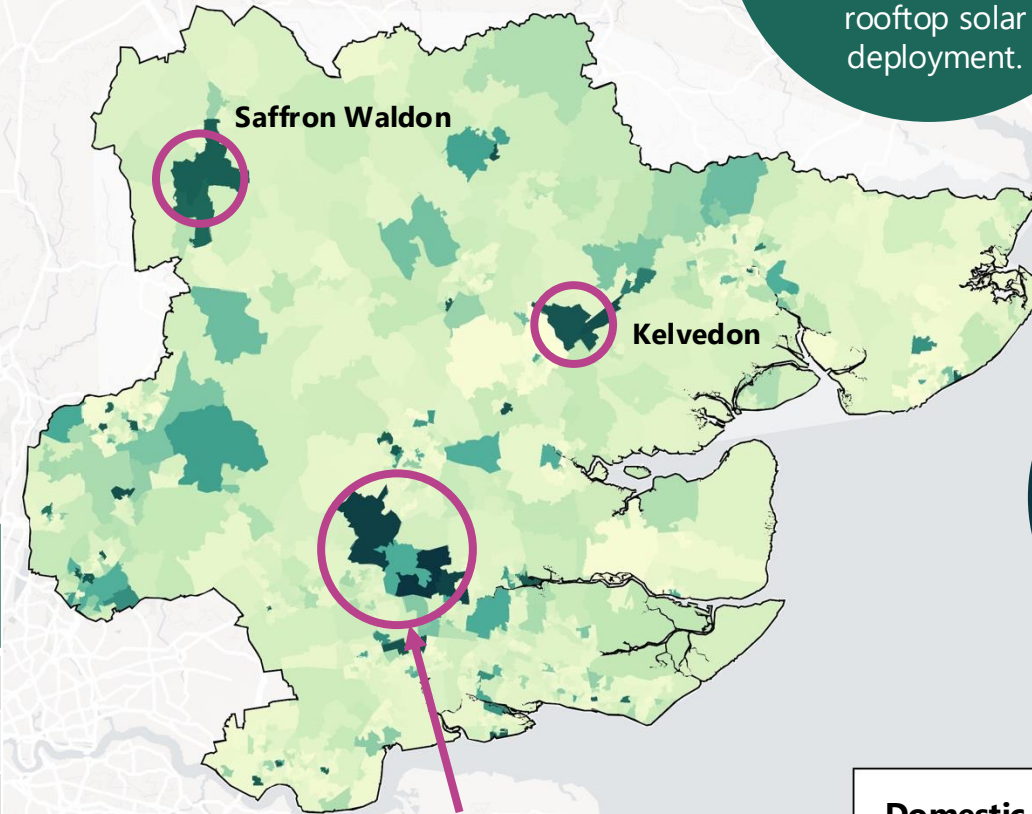 rooftop solar
deployment.
Saffron Waldon
Kelvedon
Domestic